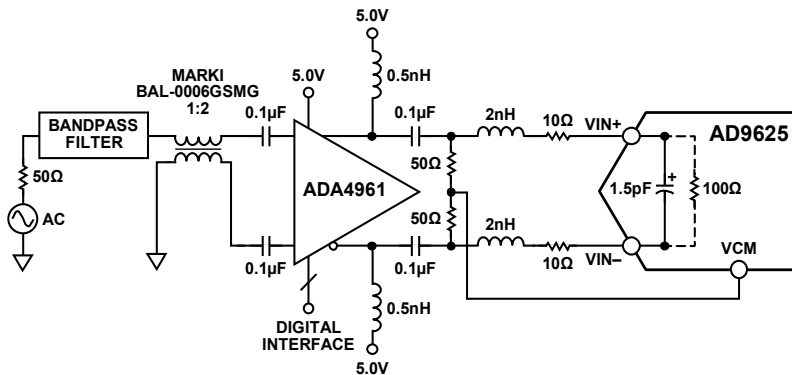 5.0V
MARKI
BAL-0006GSMG
1:2
5.0V
0.5nH
BANDPASS
FILTER
0.1µF
0.1µF
2nH
10Ω
VIN+
AD9625
50Ω
50Ω
ADA4961
1.5pF
+
100Ω
AC
50Ω
2nH
VCM
0.1µF
0.1µF
10Ω
VIN–
DIGITAL
INTERFACE
0.5nH
5.0V